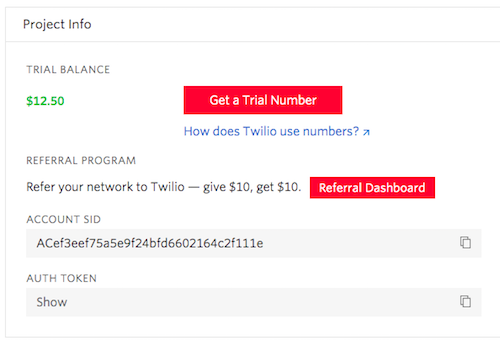 Project Info
TRIAL BALANCE
$12.50
Get a Trial Number
How does Twilio use numbers?
REFERRAL PROGRAM
Refer your network to Twilio — give $10, get $10.
Referral Dashboard
ACCOUNT SID
ACef3eef75a5e9f24bfd6602164c2f111e
AUTH TOKEN
Show